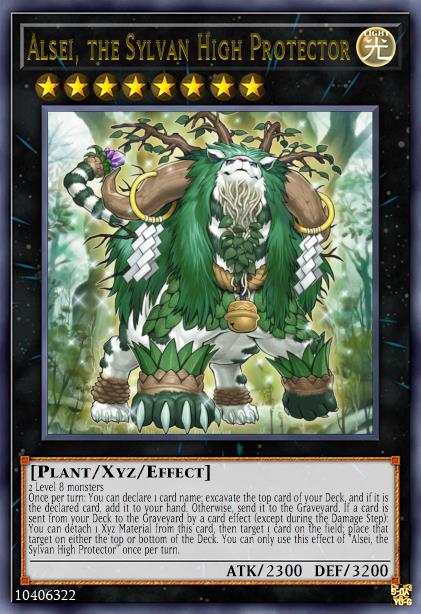 ALSEI, THE SYLVAN HIGH PROTECTOR
LIGHT
光
[PLANT/XYZ/EFFECT]
2 Level 8 monsters
Once per turn: You can declare 1 card name; excavate the top card of your Deck, and if it is
the declared card, add it to your hand. Otherwise, send it to the Graveyard. If a card is
sent from your Deck to the Graveyard by a card effect (except during the Damage Step):
You can detach 1 Xyz Material from this card, then target 1 card on the field; place that
target on either the top or bottom of the Deck. You can only use this effect of "Alsei, the
Sylvan High Protector" once per turn.
ATK/2300 DEF/3200
10406322